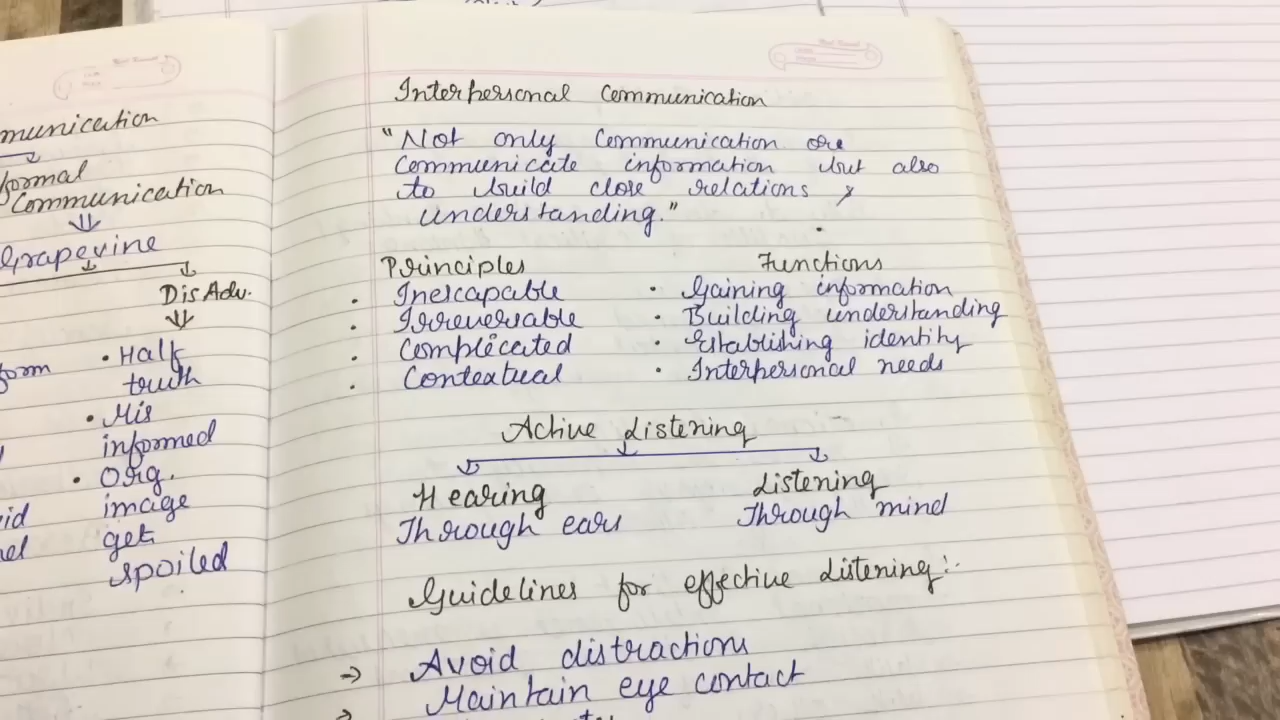 munication
formal
Communication
Grapevine
DisAdv.
• Half
truth
• Mis
informed
• Org.
image
get
spoiled
form
Interpersonal Communication
"Not only Communication are
Communicate information but also
to build close relations &
understanding."
Principles
• Inescapable
• Irreversable
• Complicated
• Contextual
Functions
• Gaining information
• Building understanding
• Establishing identity
• Interpersonal needs
Active Listening
Hearing
Through ears
Listening
Through mind
Guidelines for effective Listening:-
→ Avoid distractions
Maintain eye contact